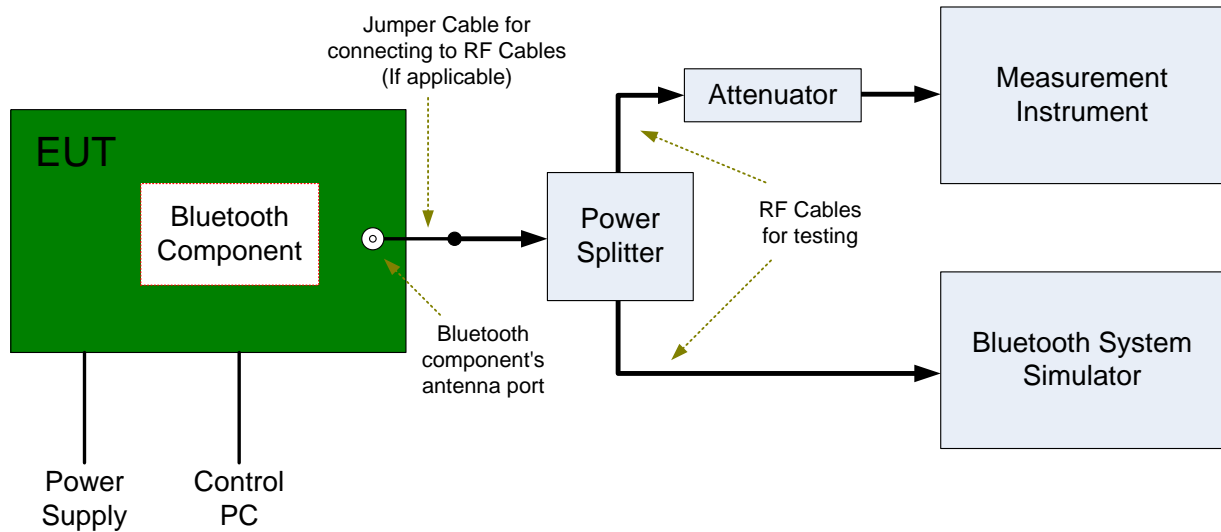 Jumper Cable for
connecting to RF Cables
(If applicable)
EUT
Bluetooth
Component
Bluetooth
component's
antenna port
Power
Supply
Control
PC
Power
Splitter
Attenuator
Measurement
Instrument
RF Cables
for testing
Bluetooth System
Simulator